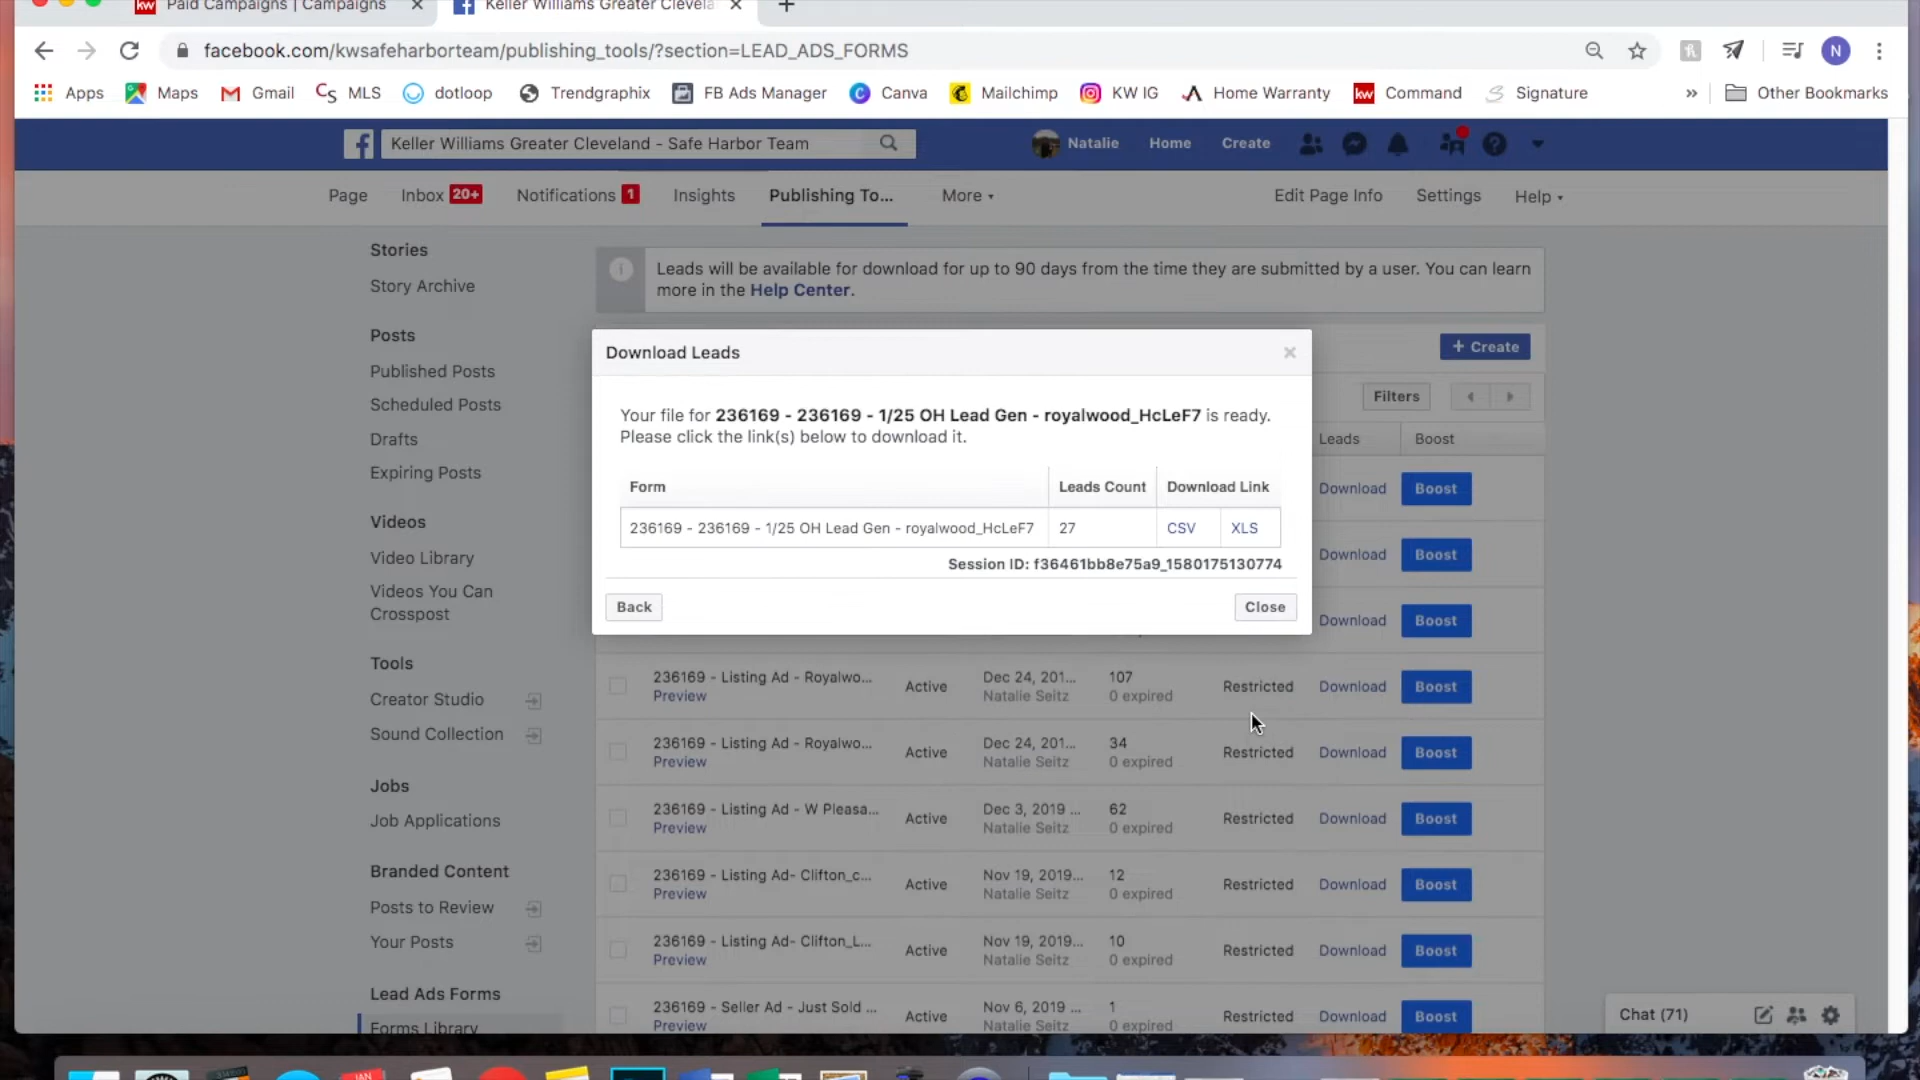 kw Paid Campaigns | Campaigns
Keller Williams Greater Clevela
facebook.com/kwsafeharborteam/publishing_tools/?section=LEAD_ADS_FORMS
N
Apps Maps Gmail MLS dotloop Trendgraphix FB Ads Manager Canva Mailchimp KW IG Home Warranty kw Command Signature » Other Bookmarks
Keller Williams Greater Cleveland - Safe Harbor Team
Natalie Home Create
Page Inbox 20+ Notifications 1 Insights Publishing To... More Edit Page Info Settings Help
Stories
Story Archive
Posts
Published Posts
Scheduled Posts
Drafts
Expiring Posts
Videos
Video Library
Videos You Can
Crosspost
Tools
Creator Studio
Sound Collection
Jobs
Job Applications
Branded Content
Posts to Review
Your Posts
Lead Ads Forms
Forms Library
Leads will be available for download for up to 90 days from the time they are submitted by a user. You can learn
more in the Help Center.
+ Create
Filters
Leads Boost
Download Boost
Download Boost
Download Boost
Download Leads
Your file for 236169 - 236169 - 1/25 OH Lead Gen - royalwood_HcLeF7 is ready.
Please click the link(s) below to download it.
Form Leads Count Download Link
236169 - 236169 - 1/25 OH Lead Gen - royalwood_HcLeF7 27 CSV XLS
Session ID: f36461bb8e75a9_1580175130774
Back Close
236169 - Listing Ad - Royalwo... Active Dec 24, 201... 107 Restricted Download Boost
Preview Natalie Seitz 0 expired
236169 - Listing Ad - Royalwo... Active Dec 24, 201... 34 Restricted Download Boost
Preview Natalie Seitz 0 expired
236169 - Listing Ad - W Pleasa... Active Dec 3, 2019 ... 62 Restricted Download Boost
Preview Natalie Seitz 0 expired
236169 - Listing Ad- Clifton_c... Active Nov 19, 2019... 12 Restricted Download Boost
Preview Natalie Seitz 0 expired
236169 - Listing Ad- Clifton_L... Active Nov 19, 2019... 10 Restricted Download Boost
Preview Natalie Seitz 0 expired
236169 - Seller Ad - Just Sold ... Active Nov 6, 2019 ... 1 Restricted Download Boost
Preview Natalie Seitz 0 expired
Chat (71)
JAN